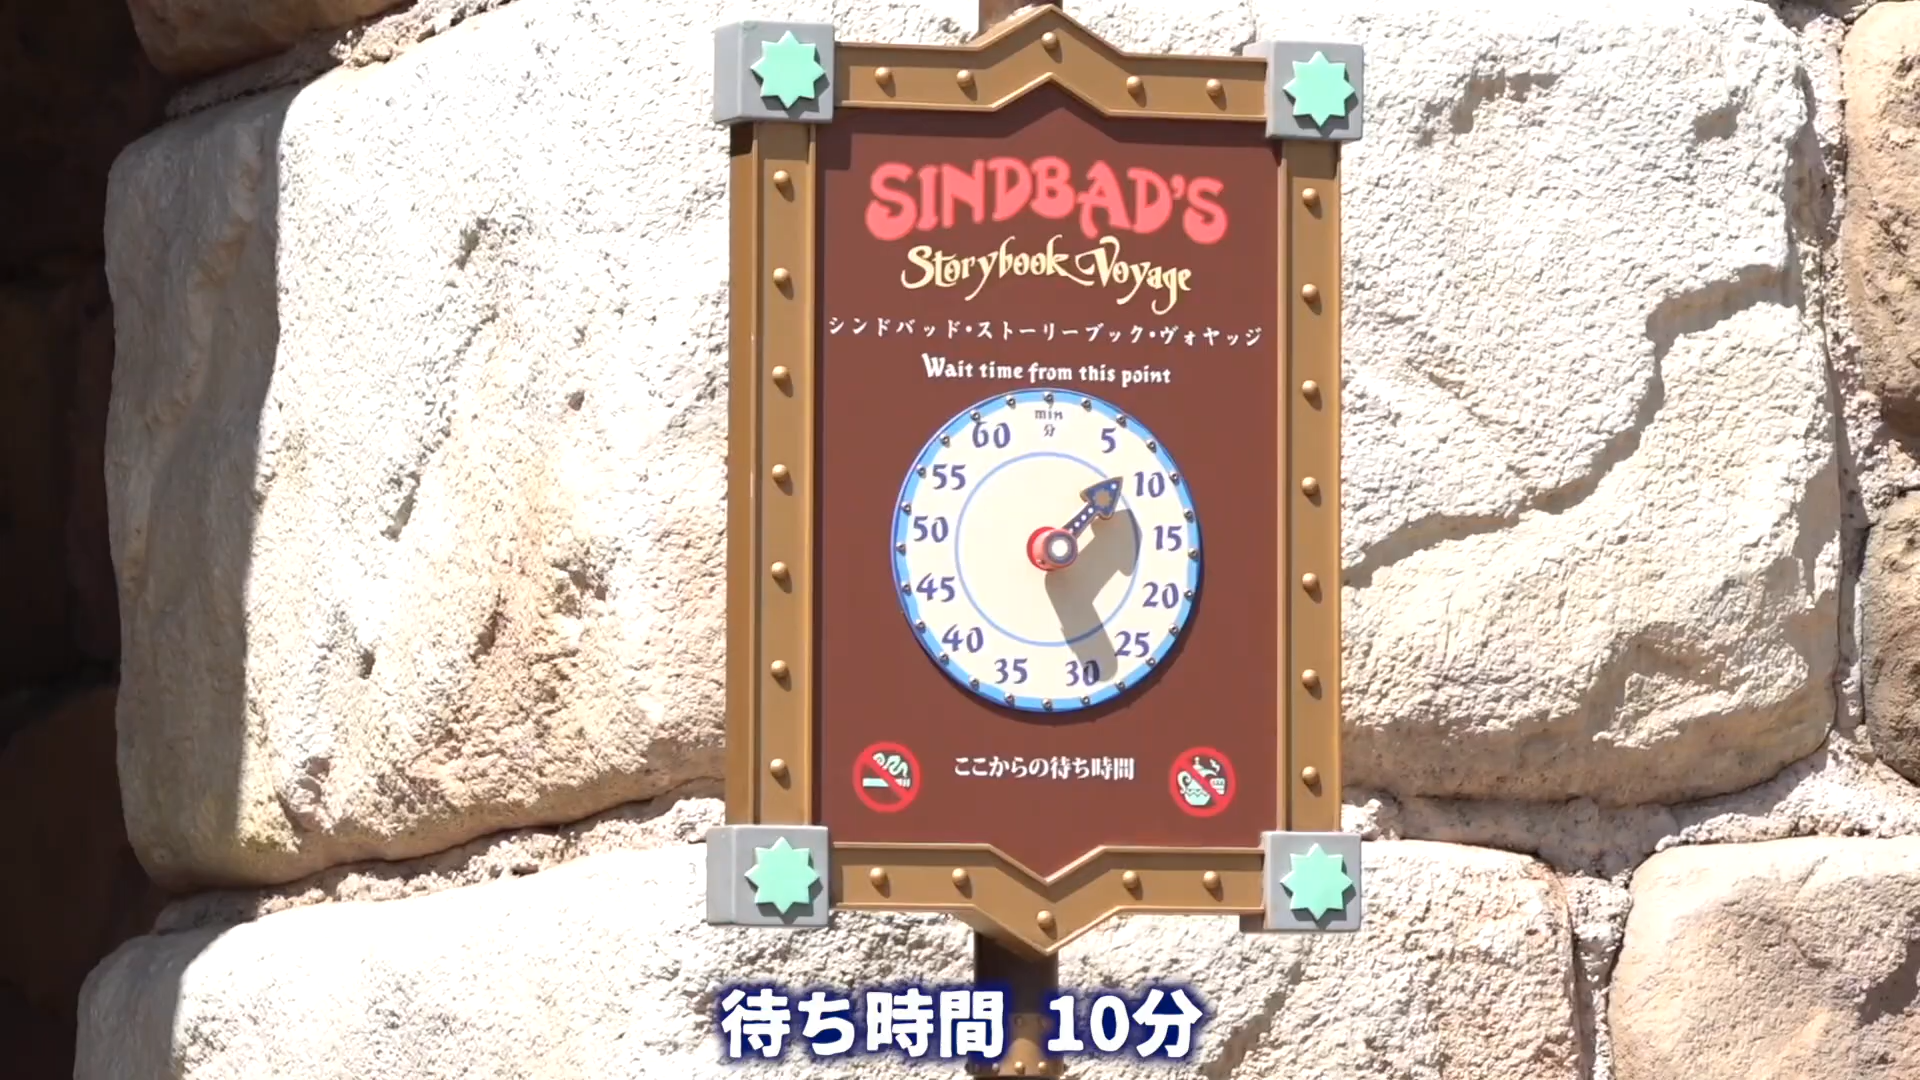 SINDBAD'S
Storybook Voyage
シンドバッド・ストーリーブック・ヴォヤッジ
Wait time from this point
min
分
5
10
15
20
25
30
35
40
45
50
55
60
ここからの待ち時間
待ち時間 10分